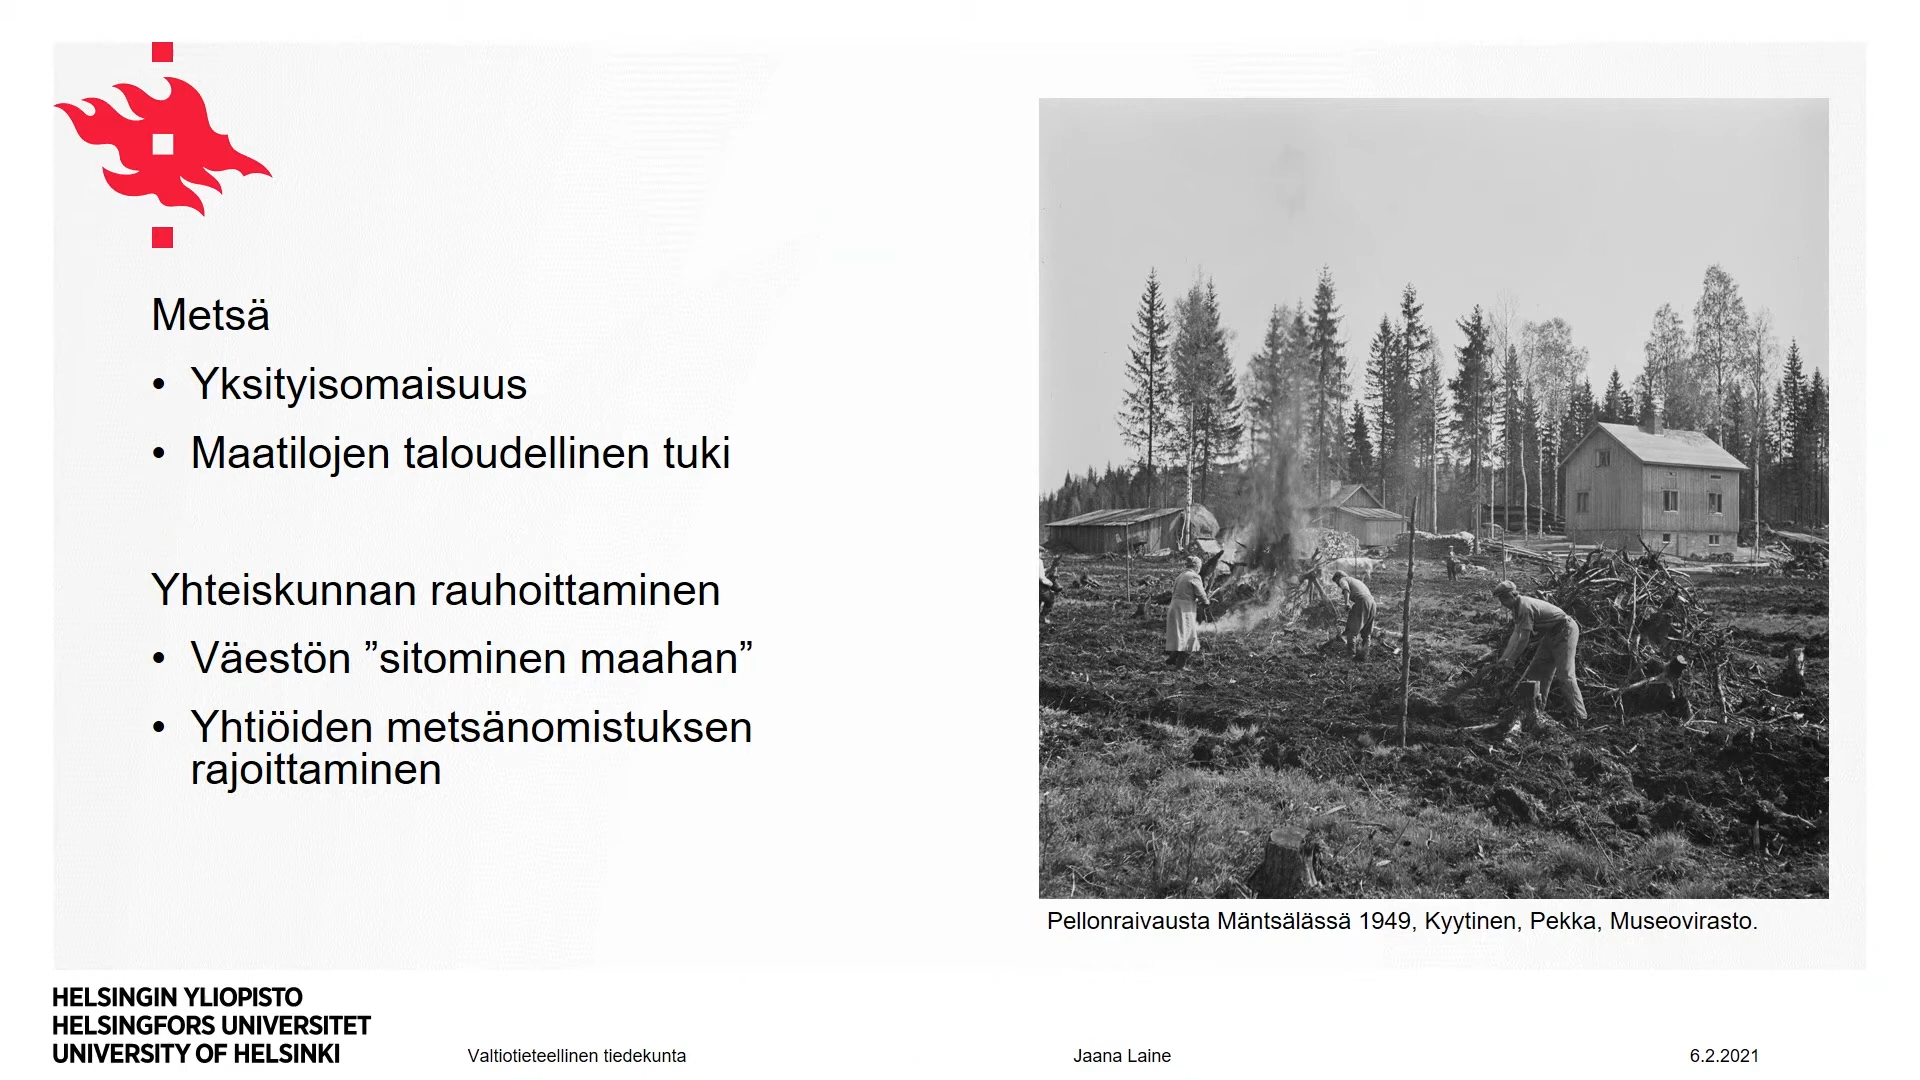 Metsä
• Yksityisomaisuus
• Maatilojen taloudellinen tuki
Yhteiskunnan rauhoittaminen
• Väestön ”sitominen maahan”
• Yhtiöiden metsänomistuksen
rajoittaminen
Pellonraivausta Mäntsälässä 1949, Kyytinen, Pekka, Museovirasto.
HELSINGIN YLIOPISTO
HELSINGFORS UNIVERSITET
UNIVERSITY OF HELSINKI
Valtiotieteellinen tiedekunta
Jaana Laine
6.2.2021